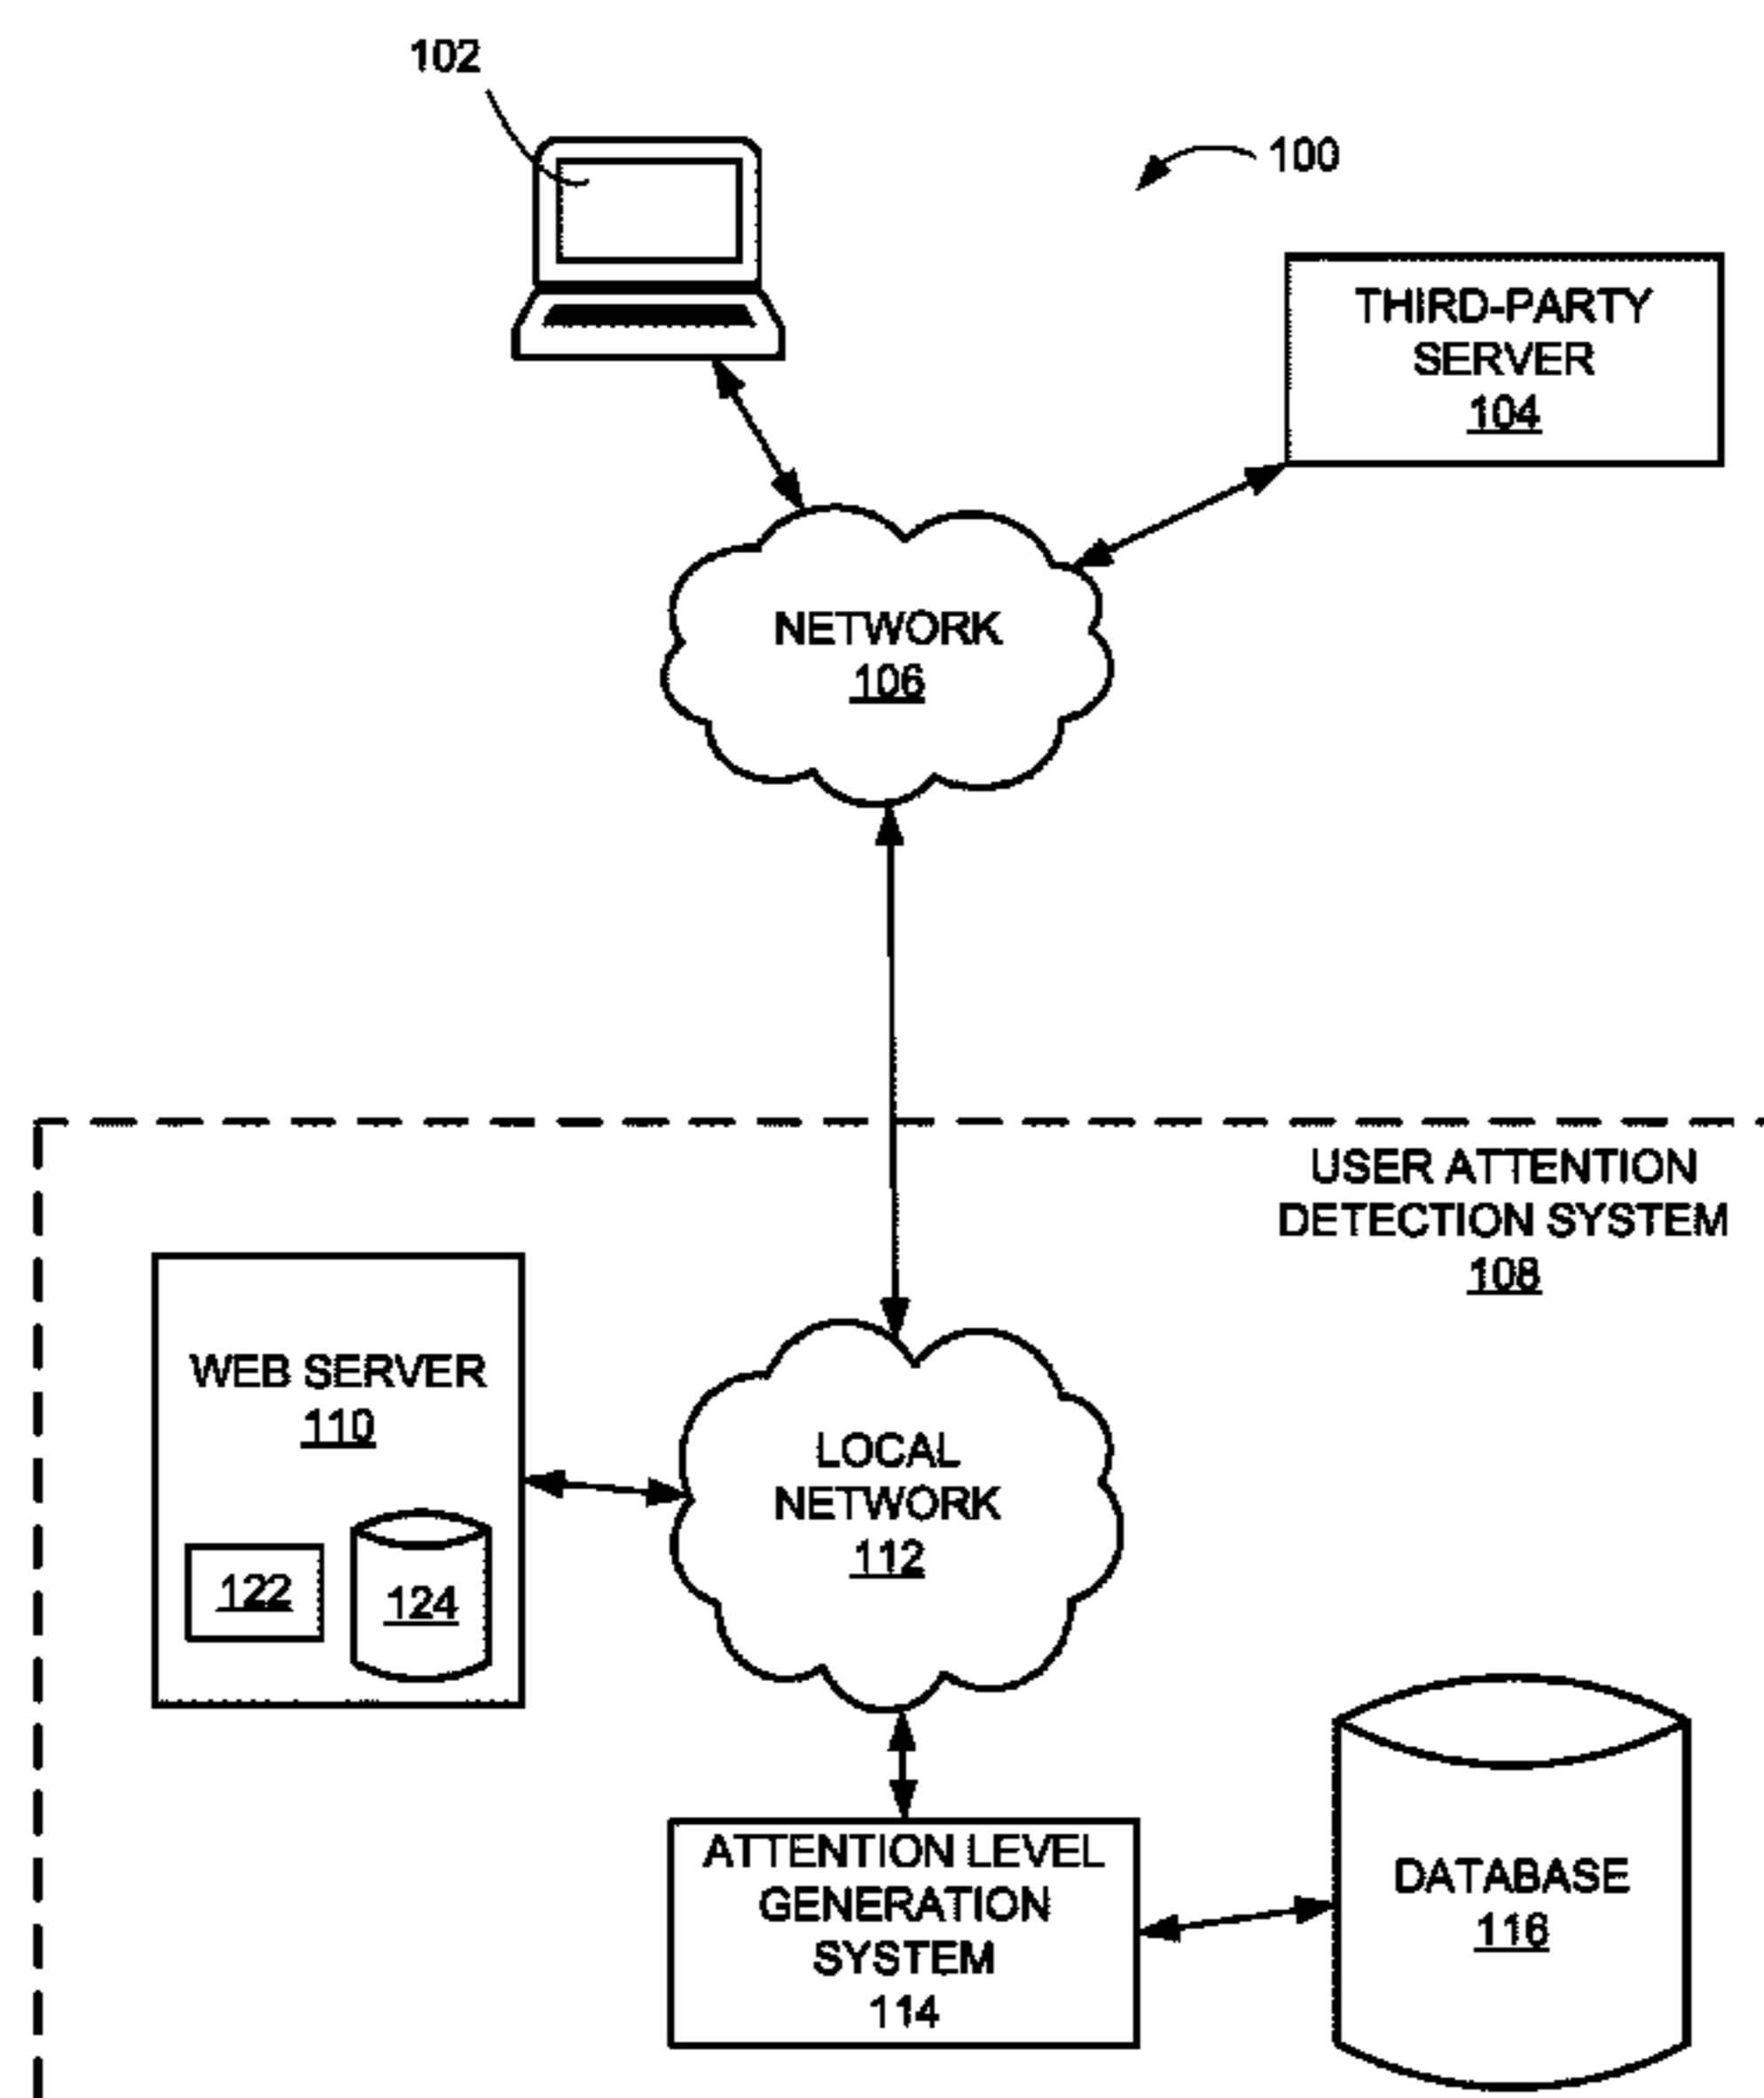 102
100
THIRD-PARTY
SERVER
104
NETWORK
106
USER ATTENTION
DETECTION SYSTEM
108
WEB SERVER
110
122
124
LOCAL
NETWORK
112
ATTENTION LEVEL
GENERATION
SYSTEM
114
DATABASE
116